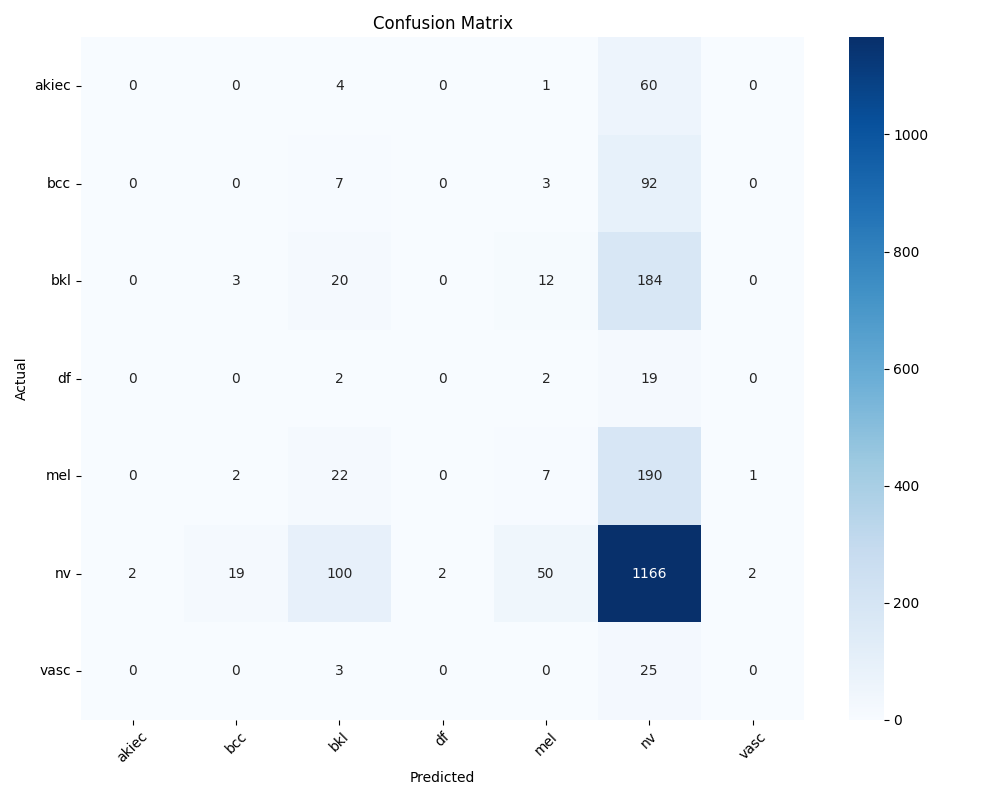 Confusion Matrix
akiec 0 0 4 0 1 60 0
bcc 0 0 7 0 3 92 0
bkl 0 3 20 0 12 184 0
df 0 0 2 0 2 19 0
mel 0 2 22 0 7 190 1
nv 2 19 100 2 50 1166 2
vasc 0 0 3 0 0 25 0
akiec bcc bkl df mel nv vasc
Predicted
Actual
1000
800
600
400
200
0